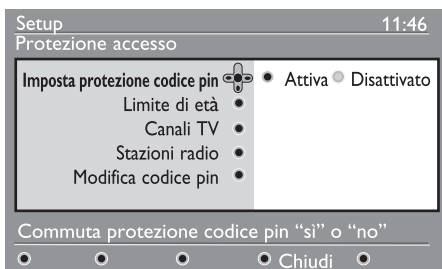 Setup 11:46
Protezione accesso
Imposta protezione codice pin Attiva Disattivato
Limite di età
Canali TV
Stazioni radio
Modifica codice pin
Commuta protezione codice pin “sì” o “no”
Chiudi